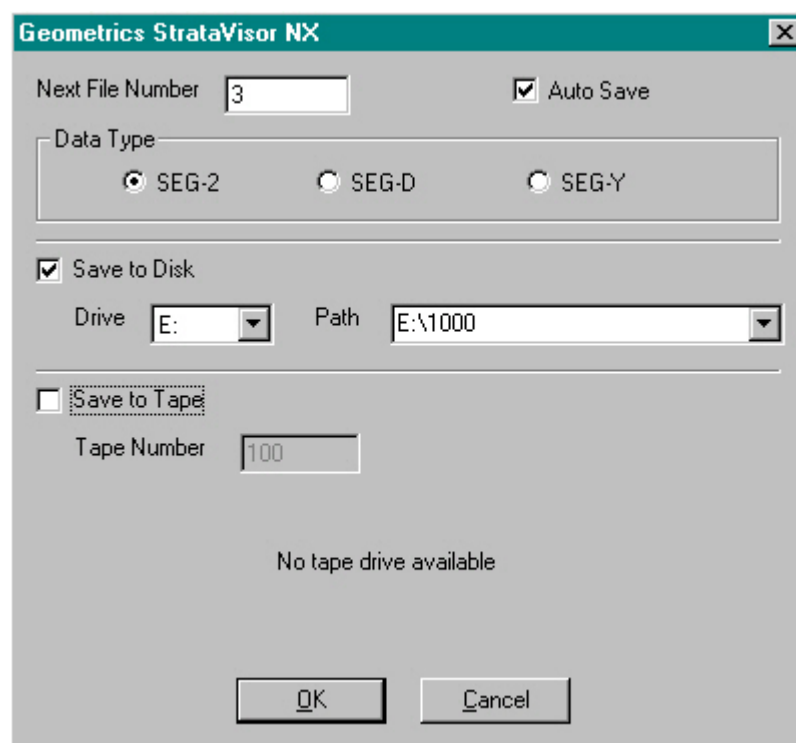 Geometrics StrataVisor NX
Next File Number 3 Auto Save
Data Type
SEG-2 SEG-D SEG-Y
Save to Disk
Drive E: Path E:\1000
Save to Tape
Tape Number 100
No tape drive available
OK Cancel